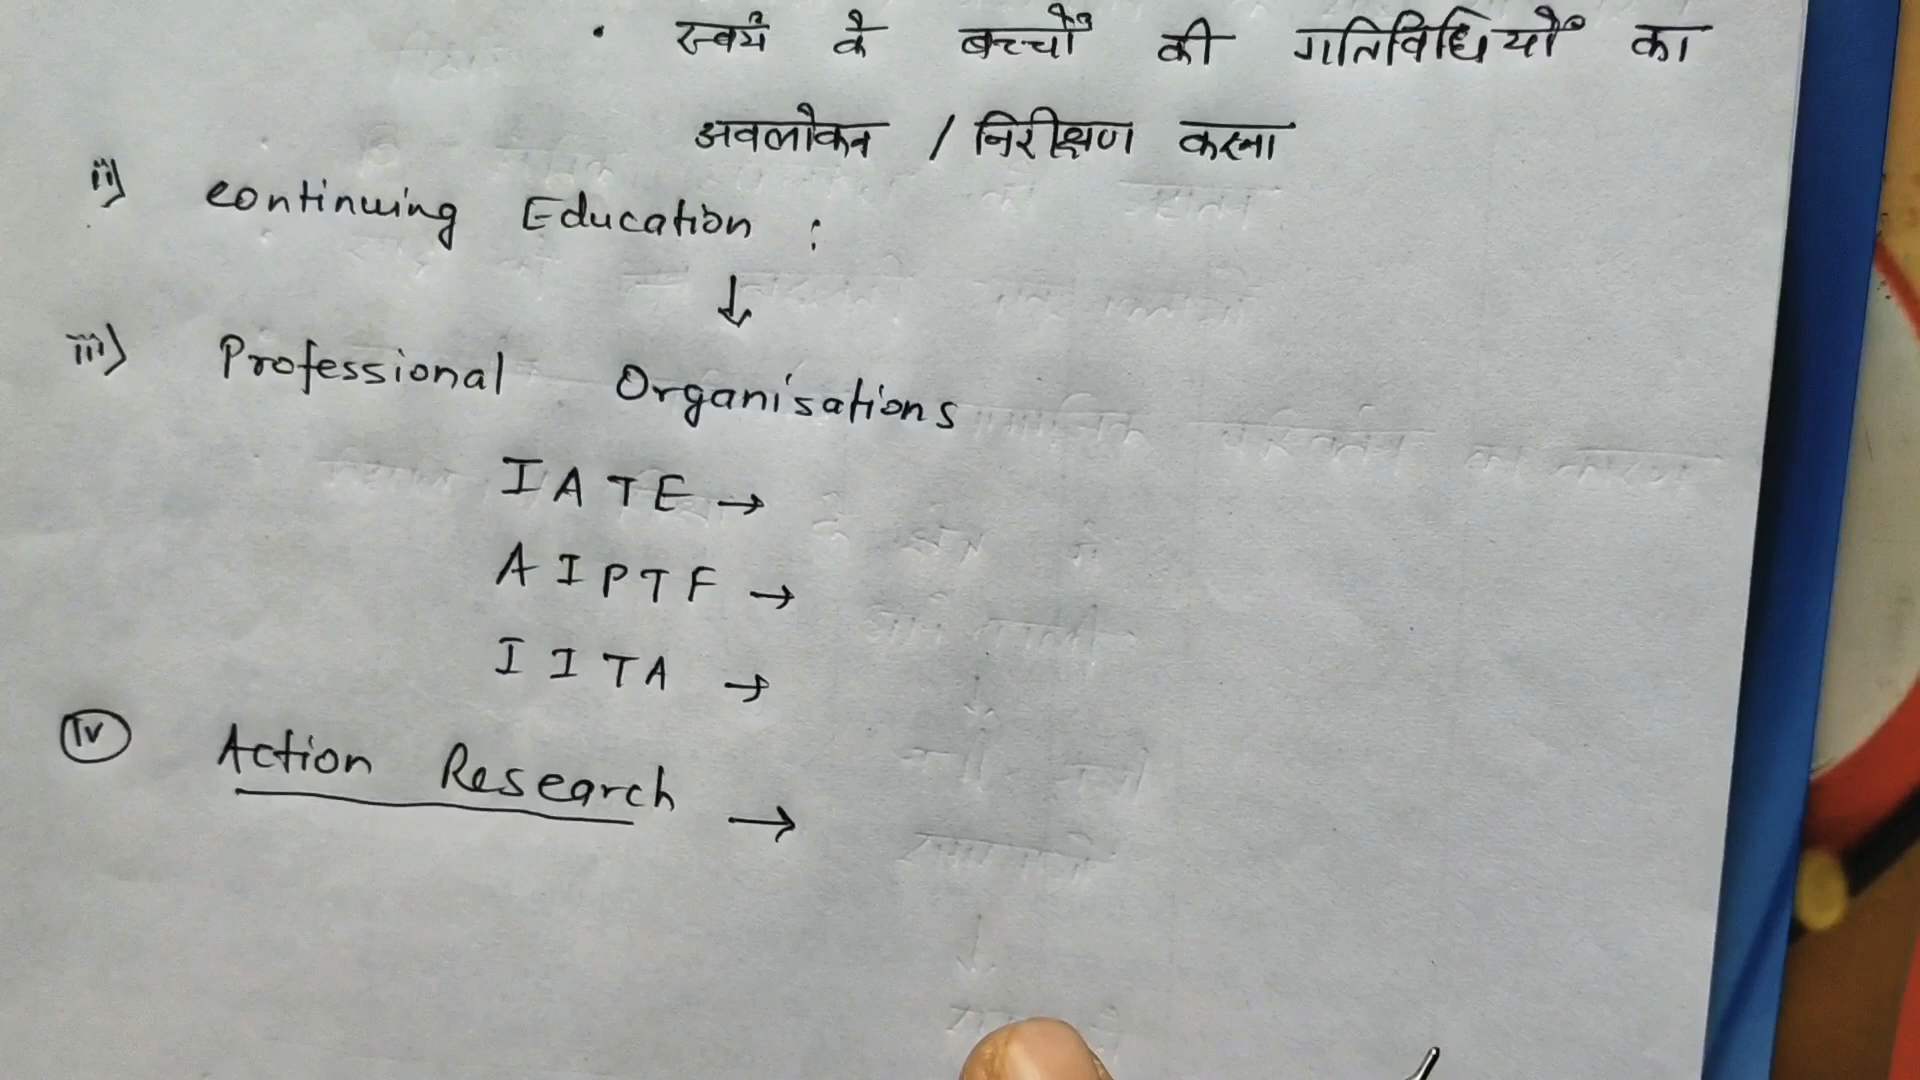 • स्वयं के बच्चों की गतिविधियों का
अवलोकन / निरीक्षण करना
ii) continuing Education :
↓
iii) Professional Organisations
IATE →
AIPTF →
IITA →
iv Action Research →